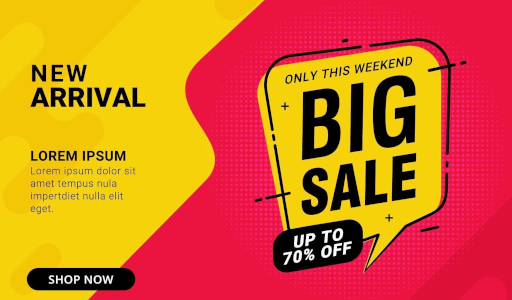 NEW
ARRIVAL
LOREM IPSUM
Lorem ipsum dolor sit
amet tempus nula
impertdiet nulla elit
eget.
SHOP NOW
ONLY THIS WEEKEND
BIG
SALE
UP TO
70% OFF